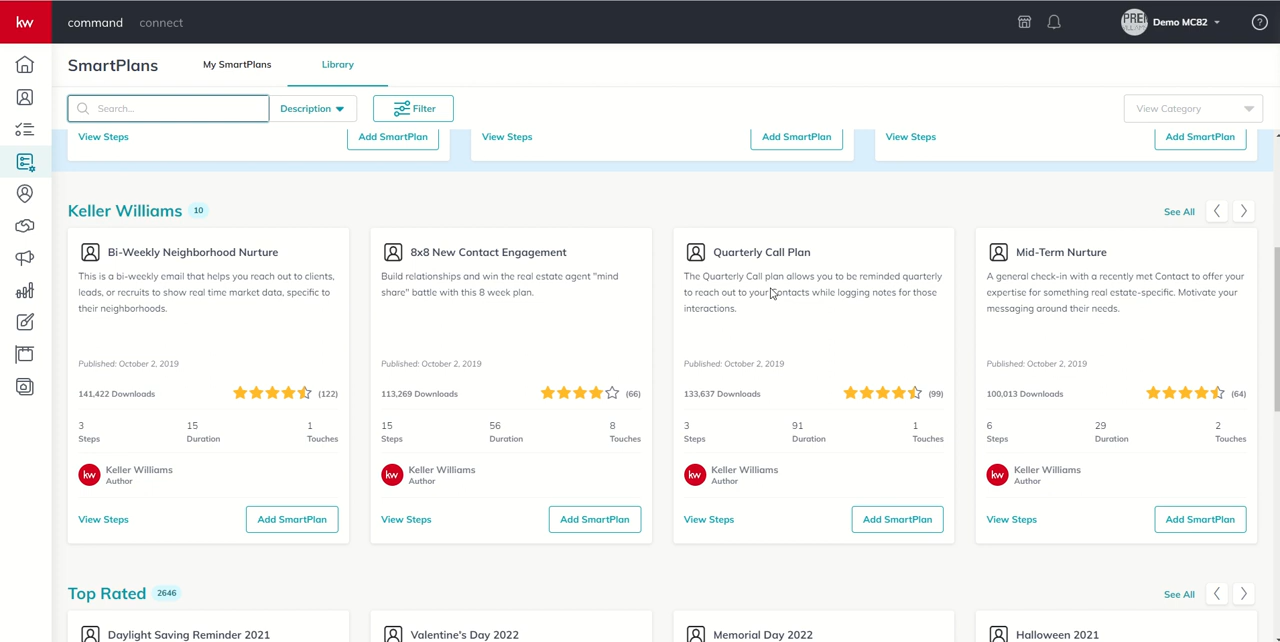 kw
command
connect
PREI
Demo MC82
SmartPlans
My SmartPlans
Library
Search...
Description
Filter
View Category
View Steps
Add SmartPlan
View Steps
Add SmartPlan
View Steps
Add SmartPlan
Keller Williams 10
See All
Bi-Weekly Neighborhood Nurture
This is a bi-weekly email that helps you reach out to clients,
leads, or recruits to show real time market data, specific to
their neighborhoods.
Published: October 2, 2019
141,422 Downloads
(122)
3 15 1
Steps Duration Touches
kw
Keller Williams
Author
View Steps
Add SmartPlan
8x8 New Contact Engagement
Build relationships and win the real estate agent "mind
share" battle with this 8 week plan.
Published: October 2, 2019
113,269 Downloads
(66)
15 56 8
Steps Duration Touches
kw
Keller Williams
Author
View Steps
Add SmartPlan
Quarterly Call Plan
The Quarterly Call plan allows you to be reminded quarterly
to reach out to your contacts while logging notes for those
interactions.
Published: October 2, 2019
133,637 Downloads
(99)
3 91 1
Steps Duration Touches
kw
Keller Williams
Author
View Steps
Add SmartPlan
Mid-Term Nurture
A general check-in with a recently met Contact to offer your
expertise for something real estate-specific. Motivate your
messaging around their needs.
Published: October 2, 2019
100,013 Downloads
(64)
6 29 2
Steps Duration Touches
kw
Keller Williams
Author
View Steps
Add SmartPlan
Top Rated 2646
See All
Daylight Saving Reminder 2021
Valentine's Day 2022
Memorial Day 2022
Halloween 2021